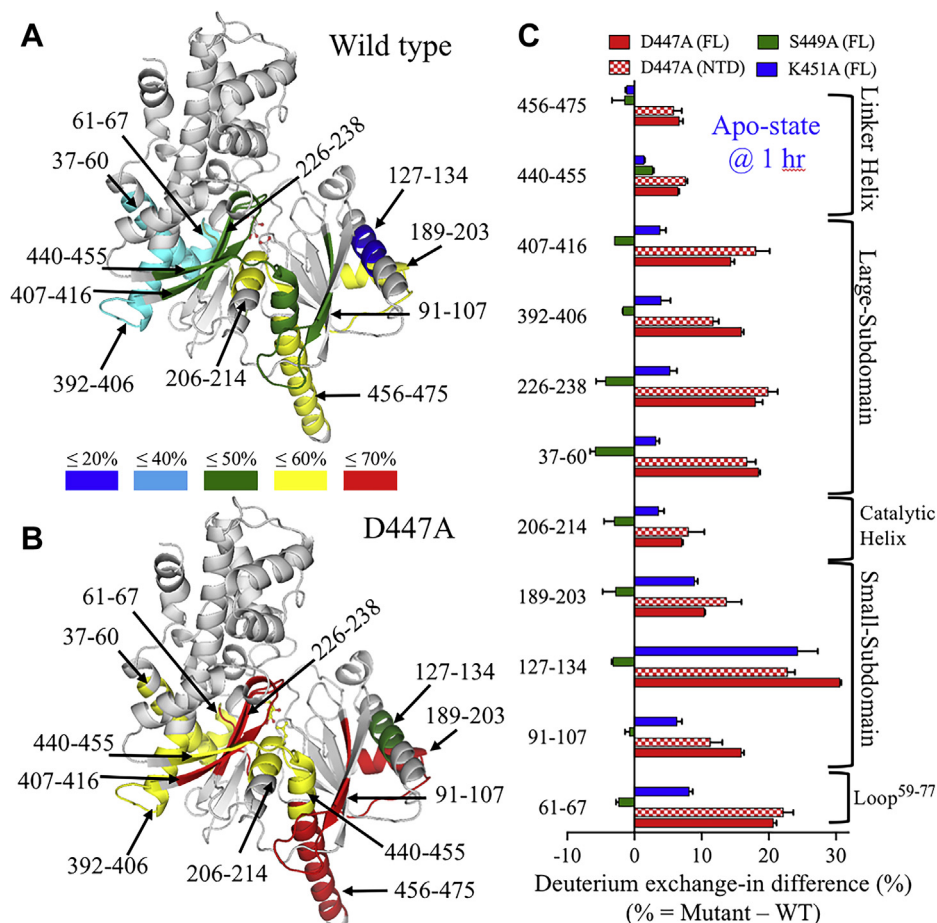 A
Wild type
61-67
37-60
226-238
127-134
189-203
440-455
407-416
392-406
206-214
91-107
456-475
≤ 20%
≤ 40%
≤ 50%
≤ 60%
≤ 70%
B
D447A
61-67
37-60
226-238
127-134
189-203
440-455
407-416
392-406
206-214
91-107
440-455
456-475
C
D447A (FL)
S449A (FL)
D447A (NTD)
K451A (FL)
Apo-state
@ 1 hr
456-475
440-455
407-416
392-406
226-238
37-60
206-214
189-203
127-134
91-107
61-67
Linker Helix
Large-Subdomain
Catalytic
Helix
Small-Subdomain
Loop59-77
-10 0 10 20 30
Deuterium exchange-in difference (%)
(% = Mutant – WT)